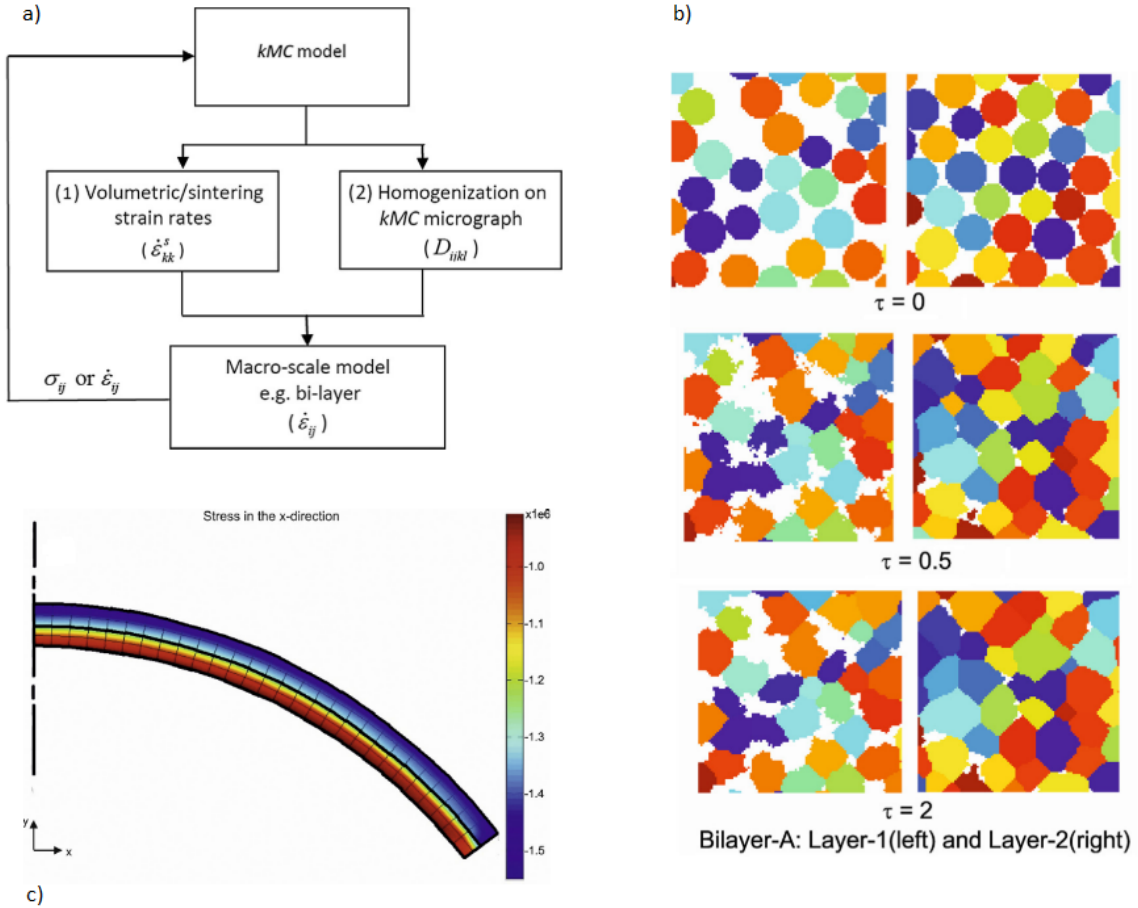 a)
kMC model
(1) Volumetric/sintering
strain rates
( ε̇ˢₖₖ )
(2) Homogenization on
kMC micrograph
( Dᵢⱼₖₗ )
Macro-scale model
e.g. bi-layer
( ε̇ᵢⱼ )
σᵢⱼ or ε̇ᵢⱼ
b)
τ = 0
τ = 0.5
τ = 2
Bilayer-A: Layer-1(left) and Layer-2(right)
Stress in the x-direction
x1e6
-1.0
-1.1
-1.2
-1.3
-1.4
-1.5
y
x
c)